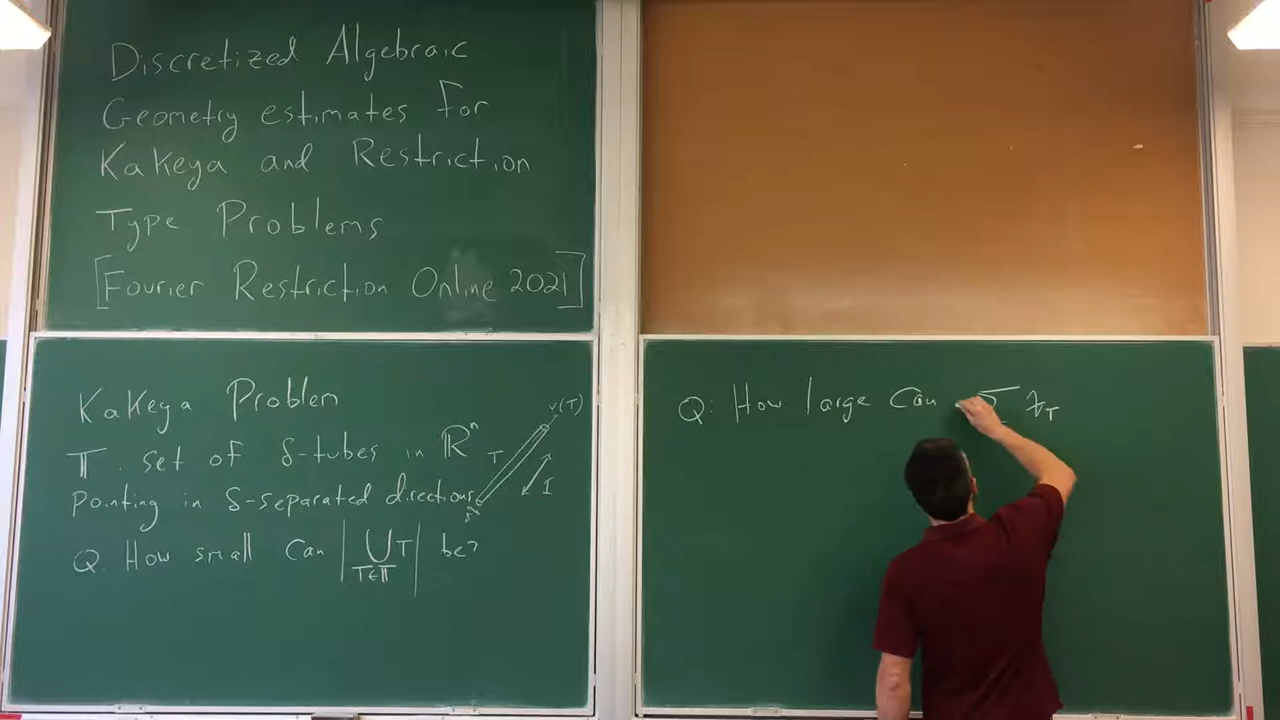 Discretized Algebraic
Geometry estimates for
Kakeya and Restriction
Type Problems
[Fourier Restriction Online 2021]
Kakeya Problem
𝕋. set of δ-tubes in ℝⁿ
pointing in δ-separated directions
Q. How small can |⋃_{T∈𝕋} T| be?
v(T)
T
1
δ
Q: How large can Σ χ_T